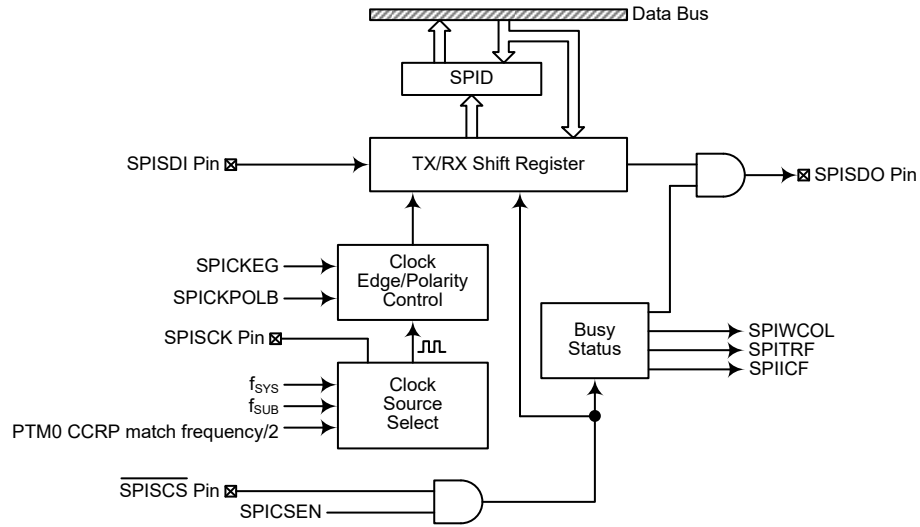 Data Bus
SPID
SPISDI Pin
TX/RX Shift Register
SPISDO Pin
SPICKEG
SPICKPOLB
Clock
Edge/Polarity
Control
SPISCK Pin
Busy
Status
SPIWCOL
SPITRF
SPIICF
fSYS
fSUB
PTM0 CCRP match frequency/2
Clock
Source
Select
SPISCS Pin
SPICSEN